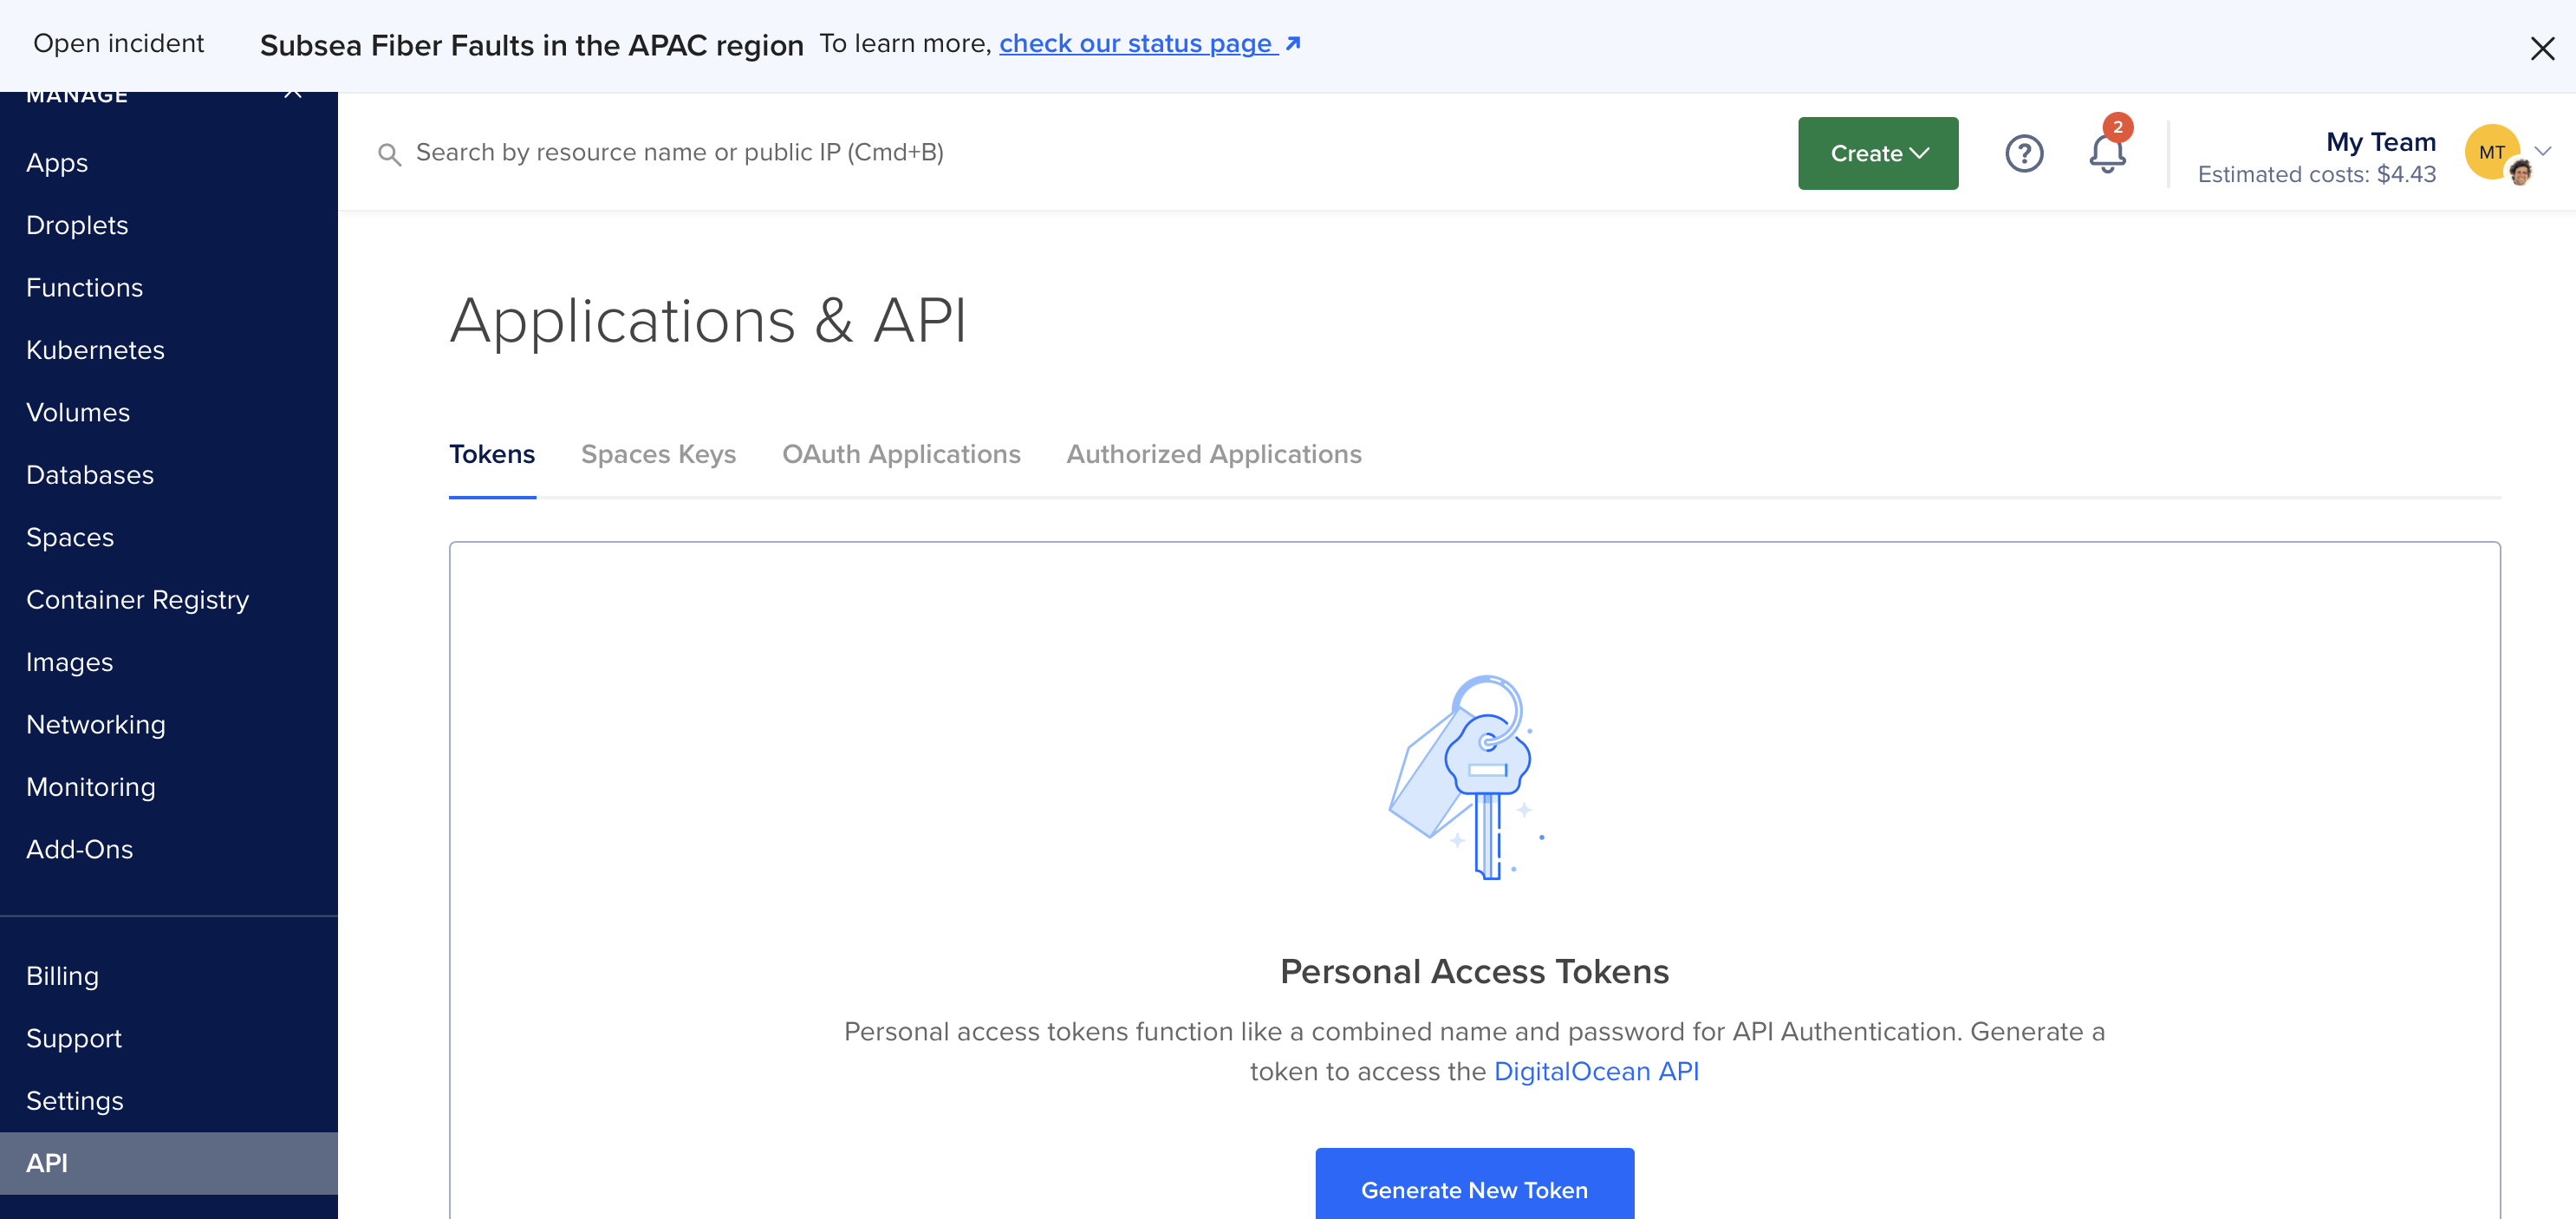 Open incident
Subsea Fiber Faults in the APAC region To learn more, check our status page
MANAGE
Apps
Droplets
Functions
Kubernetes
Volumes
Databases
Spaces
Container Registry
Images
Networking
Monitoring
Add-Ons
Billing
Support
Settings
API
Search by resource name or public IP (Cmd+B)
Create
?
2
My Team
Estimated costs: $4.43
MT
Applications & API
Tokens
Spaces Keys
OAuth Applications
Authorized Applications
Personal Access Tokens
Personal access tokens function like a combined name and password for API Authentication. Generate a
token to access the DigitalOcean API
Generate New Token